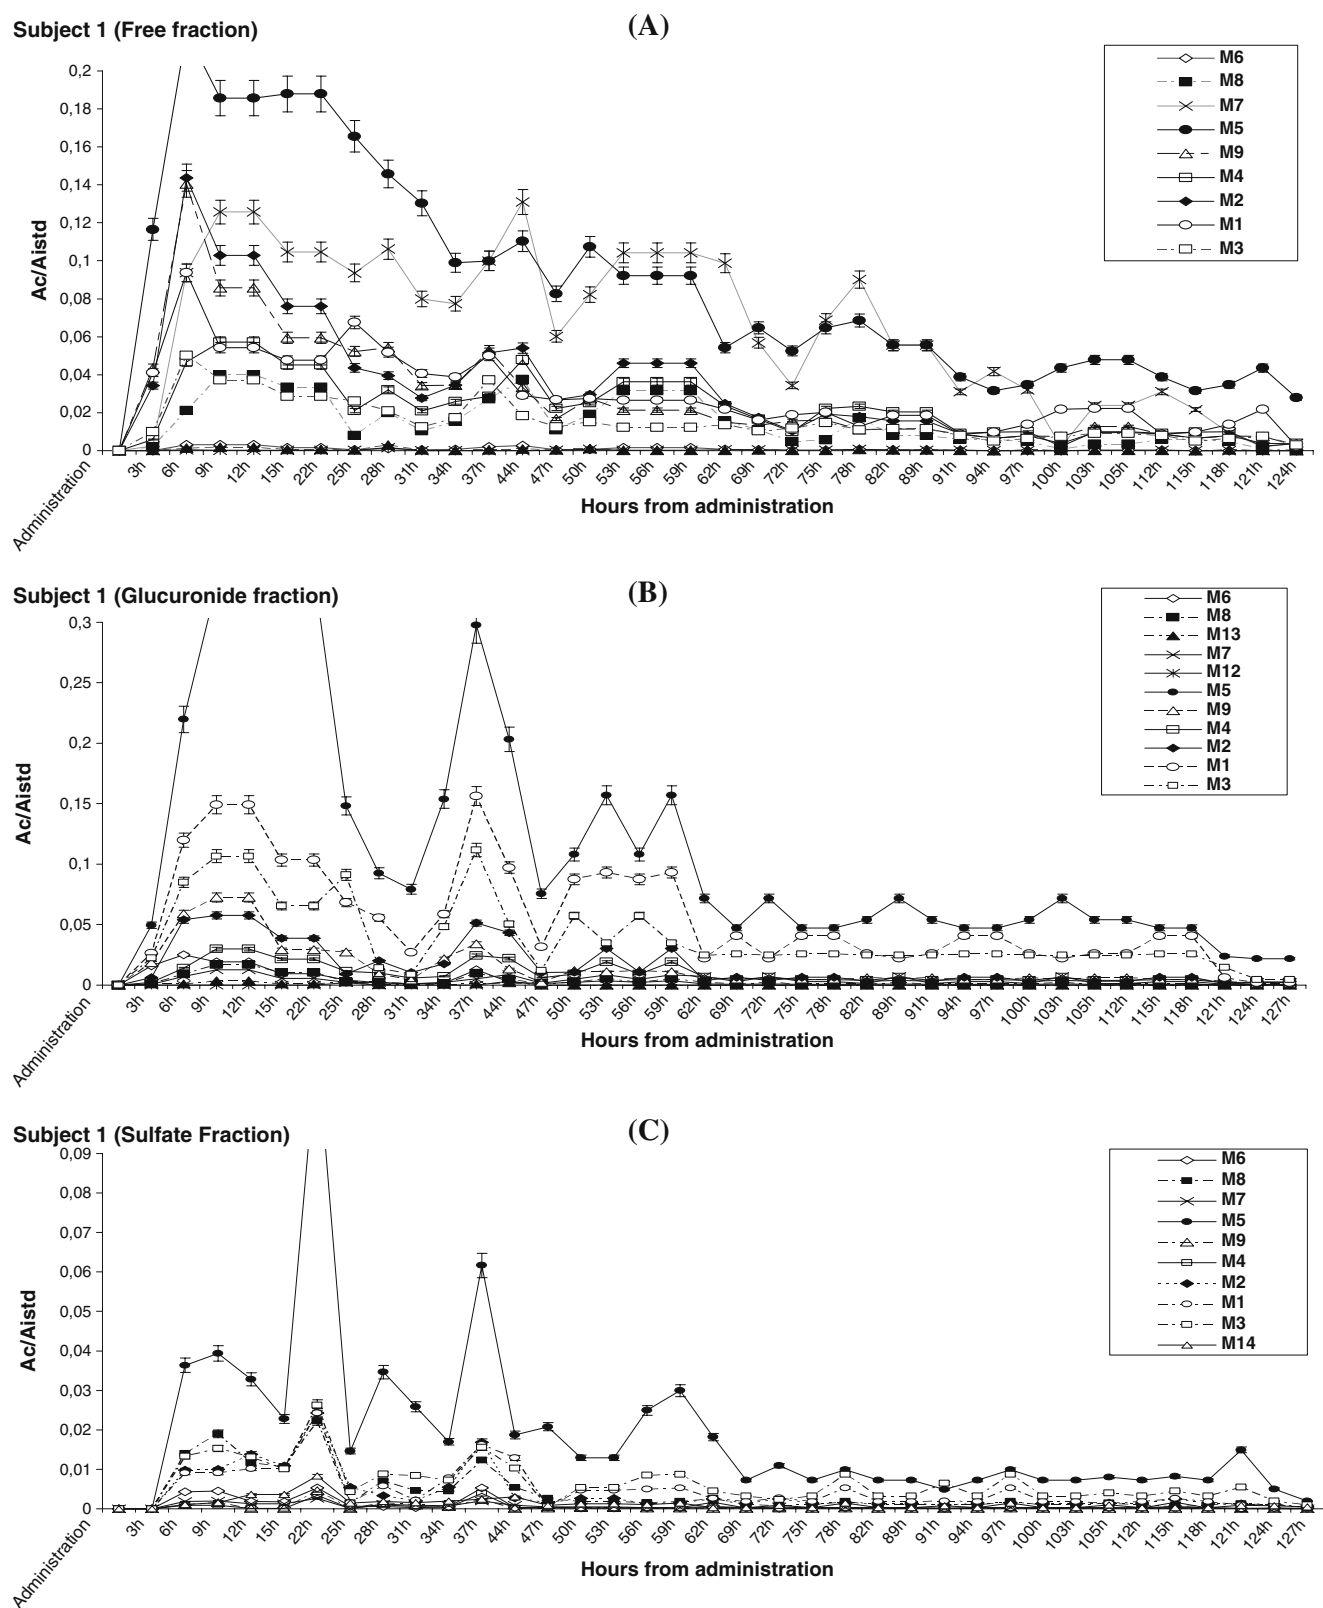 Subject 1 (Free fraction)
(A)
0,2
0,18
0,16
0,14
0,12
0,1
0,08
0,06
0,04
0,02
0
Ac/Aistd
M6
M8
M7
M5
M9
M4
M2
M1
M3
Administration
3h
6h
9h
12h
15h
22h
25h
28h
31h
34h
37h
44h
47h
50h
53h
56h
59h
62h
69h
72h
75h
78h
82h
89h
91h
94h
97h
100h
103h
105h
112h
115h
118h
121h
124h
Hours from administration
Subject 1 (Glucuronide fraction)
(B)
0,3
0,25
0,2
0,15
0,1
0,05
0
Ac/Aistd
M6
M8
M13
M7
M12
M5
M9
M4
M2
M1
M3
Administration
3h
6h
9h
12h
15h
22h
25h
28h
31h
34h
37h
44h
47h
50h
53h
56h
59h
62h
69h
72h
75h
78h
82h
89h
91h
94h
97h
100h
103h
105h
112h
115h
118h
121h
124h
127h
Hours from administration
Subject 1 (Sulfate Fraction)
(C)
0,09
0,08
0,07
0,06
0,05
0,04
0,03
0,02
0,01
0
Ac/Aistd
M6
M8
M7
M5
M9
M4
M2
M1
M3
M14
Administration
3h
6h
9h
12h
15h
22h
25h
28h
31h
34h
37h
44h
47h
50h
53h
56h
59h
62h
69h
72h
75h
78h
82h
89h
91h
94h
97h
100h
103h
105h
112h
115h
118h
121h
124h
127h
Hours from administration